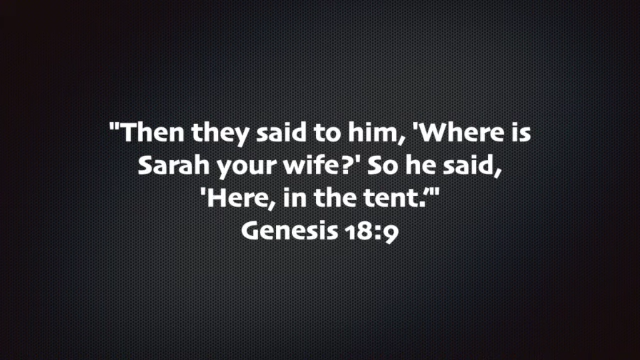 "Then they said to him, 'Where is
Sarah your wife?' So he said,
'Here, in the tent.'"
Genesis 18:9